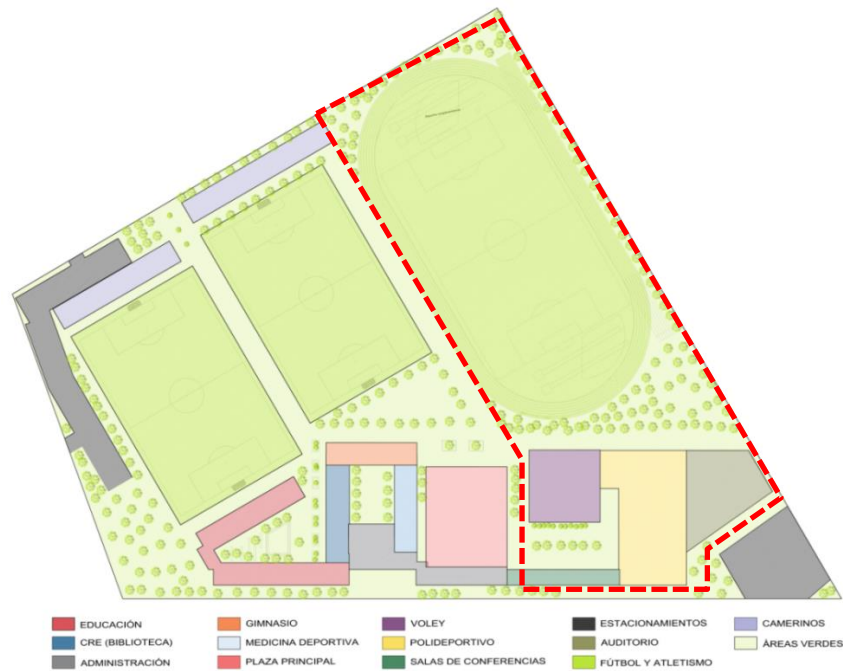 EDUCACIÓN
GIMNASIO
VOLEY
ESTACIONAMIENTOS
CAMERINOS
CRE (BIBLIOTECA)
MEDICINA DEPORTIVA
POLIDEPORTIVO
AUDITORIO
ÁREAS VERDES
ADMINISTRACIÓN
PLAZA PRINCIPAL
SALAS DE CONFERENCIAS
FÚTBOL Y ATLETISMO